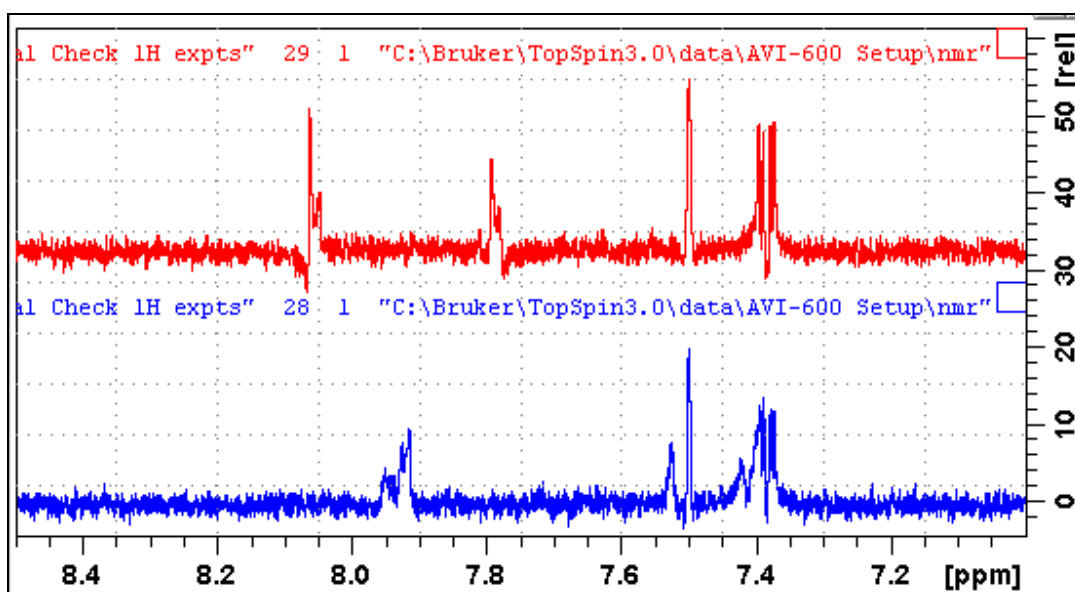 al Check 1H expts" 29 1 "C:\Bruker\TopSpin3.0\data\AVI-600 Setup\nmr"
[rel]
50
40
30
al Check 1H expts" 28 1 "C:\Bruker\TopSpin3.0\data\AVI-600 Setup\nmr"
20
10
0
8.4 8.2 8.0 7.8 7.6 7.4 7.2 [ppm]